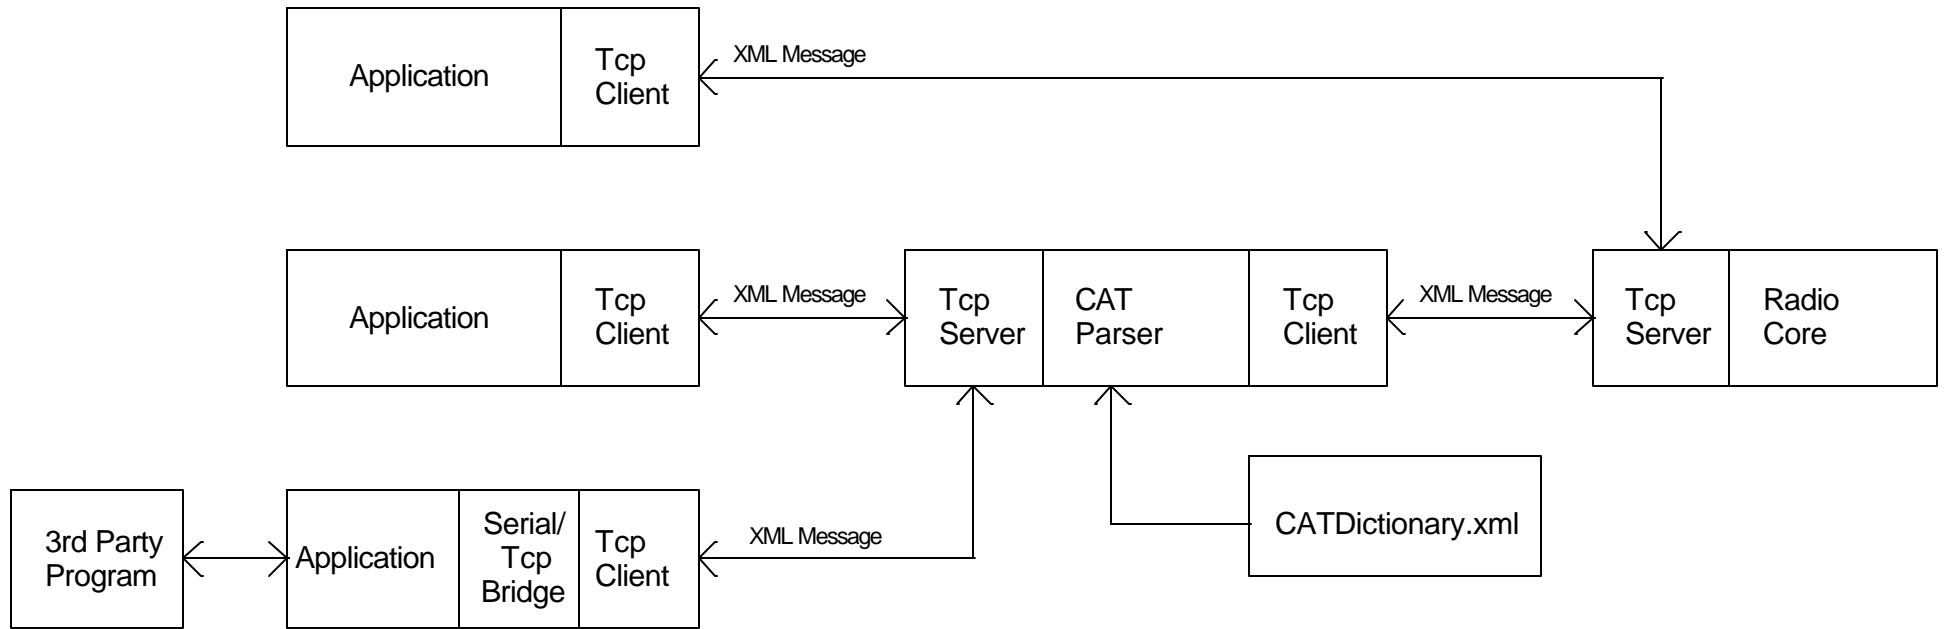 Application
Tcp
Client
XML Message
Application
Tcp
Client
XML Message
Tcp
Server
CAT
Parser
Tcp
Client
XML Message
Tcp
Server
Radio
Core
3rd Party
Program
Application
Serial/
Tcp
Bridge
Tcp
Client
XML Message
CATDictionary.xml